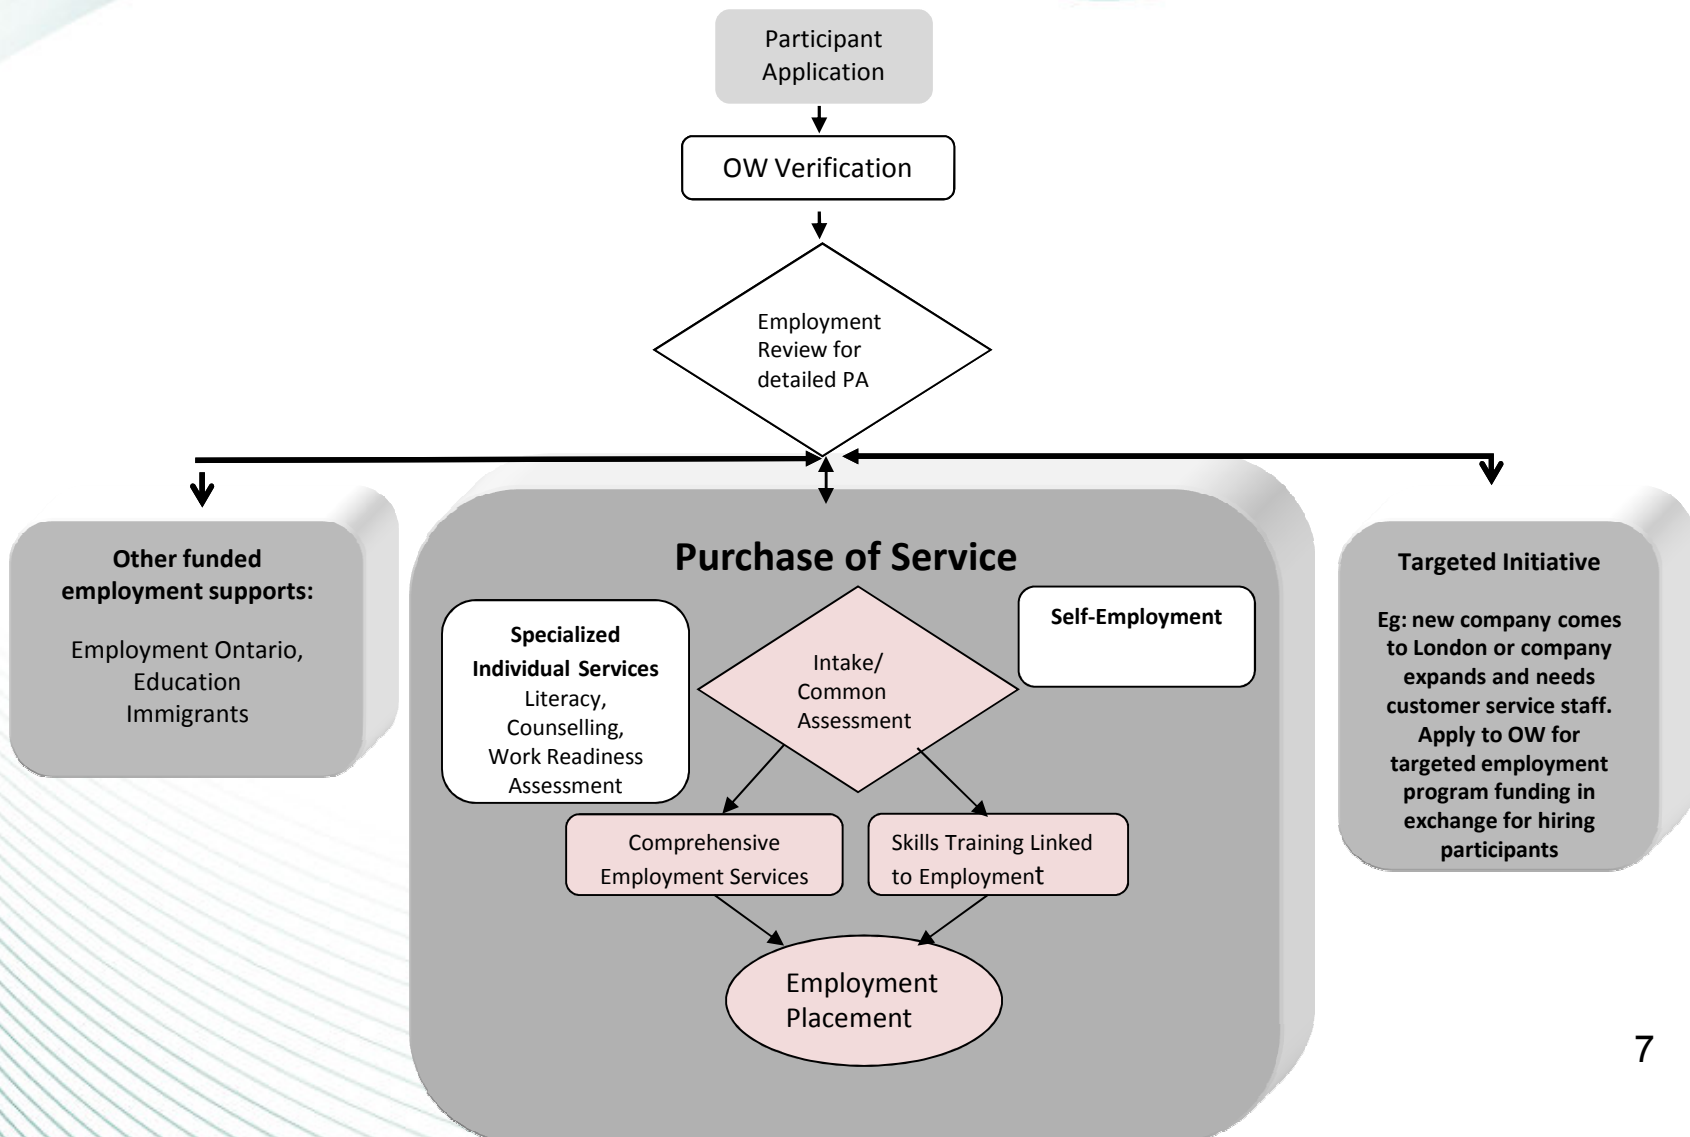 Participant
Application
OW Verification
Employment
Review for
detailed PA
Other funded
employment supports:
Employment Ontario,
Education
Immigrants
Purchase of Service
Specialized
Individual Services
Literacy,
Counselling,
Work Readiness
Assessment
Intake/
Common
Assessment
Self-Employment
Comprehensive
Employment Services
Skills Training Linked
to Employment
Employment
Placement
Targeted Initiative
Eg: new company comes
to London or company
expands and needs
customer service staff.
Apply to OW for
targeted employment
program funding in
exchange for hiring
participants
7